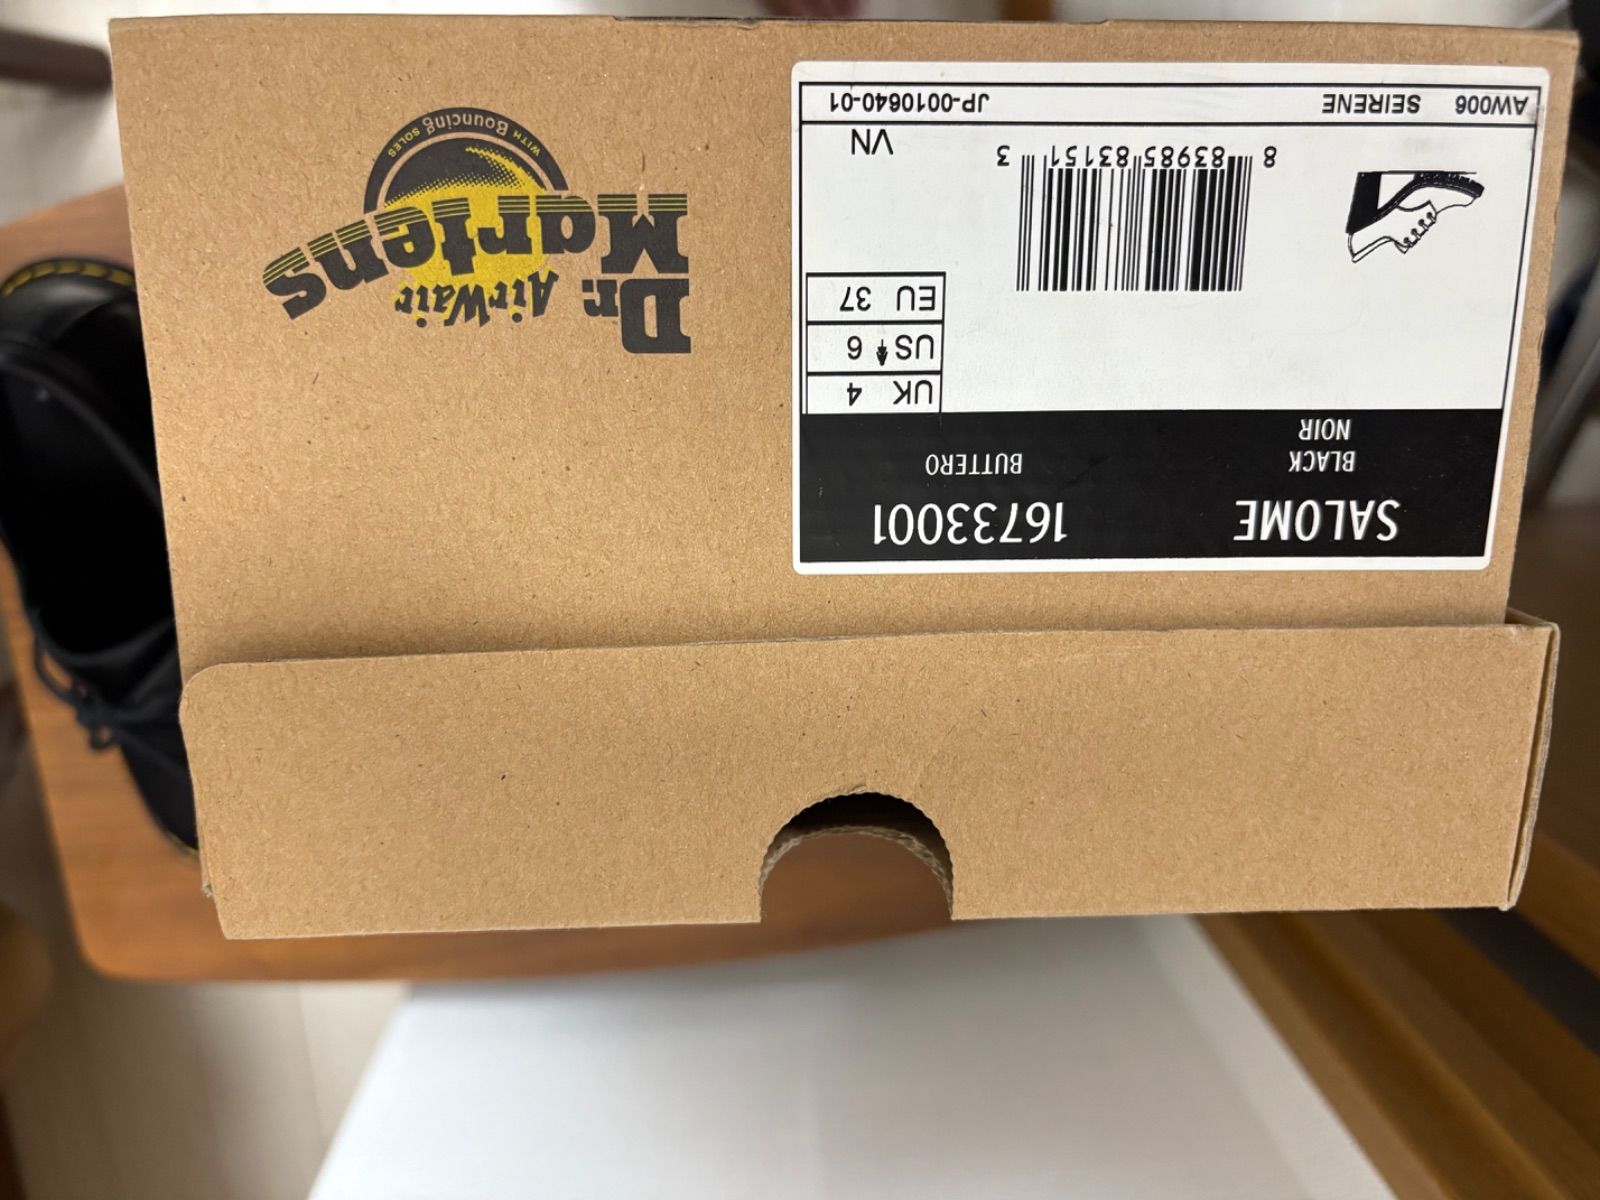 SALOME 16733001
BLACK BUTTERO
NOIR
UK 4
US 6
EU 37
8 83985 83151 3
VN
AW006 SEIRENE JP-0010640-01
Dr. Martens
AirWair
WITH Bouncing SOLES